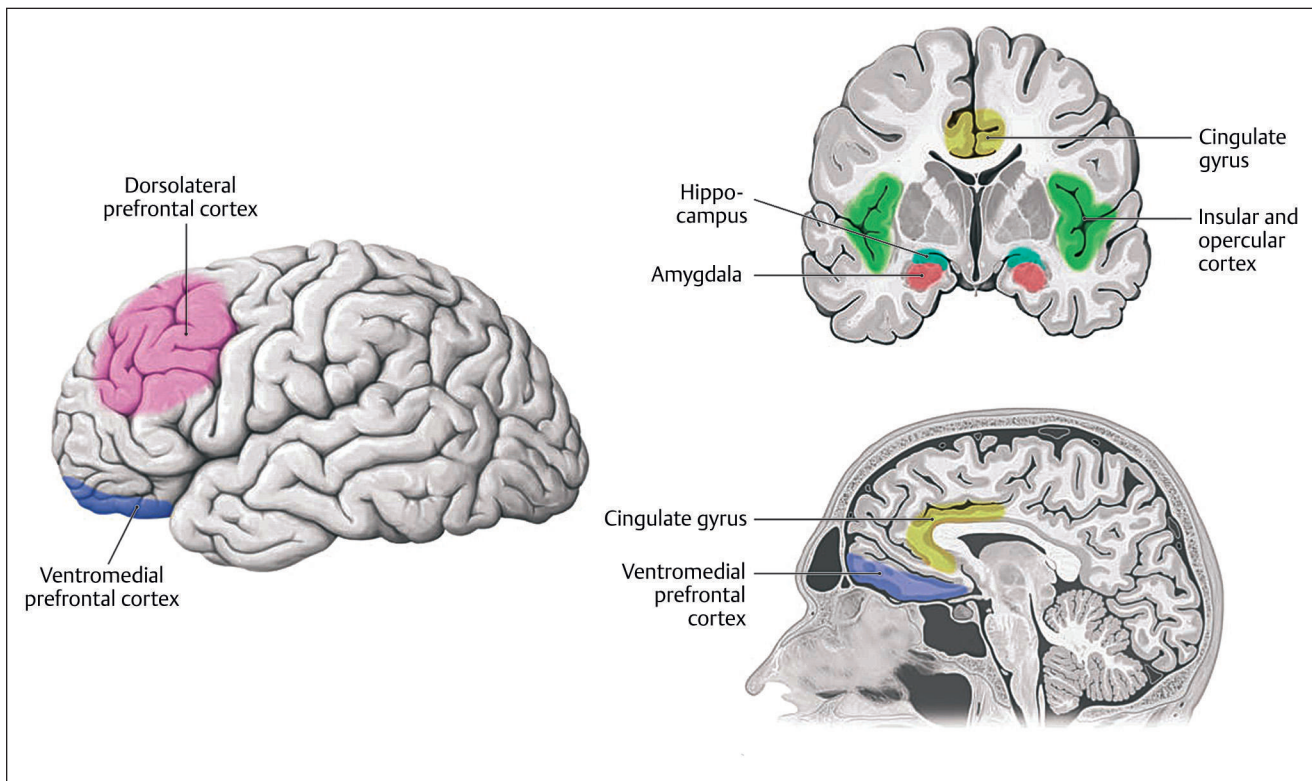 Dorsolateral
prefrontal cortex
Ventromedial
prefrontal cortex
Hippo-
campus
Amygdala
Cingulate
gyrus
Insular and
opercular
cortex
Cingulate gyrus
Ventromedial
prefrontal
cortex